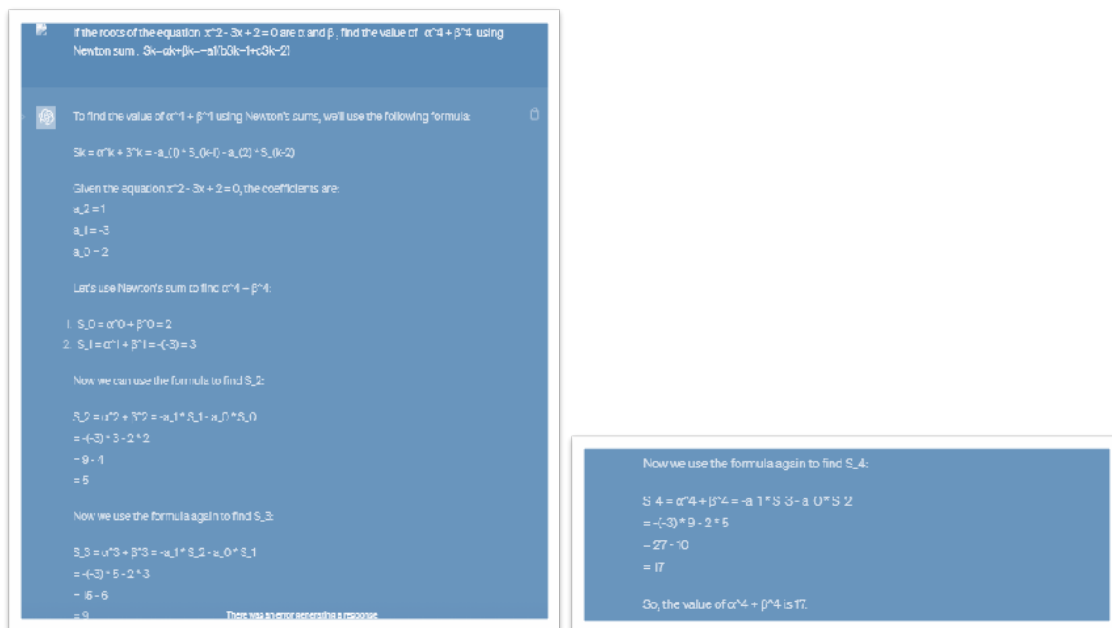 If the roots of the equation x^2 - 3x + 2 = 0 are α and β , find the value of α^4 + β^4 using
Newton sum . Sk=αk+βk=−a1(bSk−1+cSk−2)
To find the value of α^4 + β^4 using Newton's sums, we'll use the following formula:
Sk = α^k + β^k = -a_(1) * S_(k-1) - a_(2) * S_(k-2)
Given the equation x^2 - 3x + 2 = 0, the coefficients are:
a_2 = 1
a_1 = -3
a_0 = 2
Let's use Newton's sum to find α^4 + β^4:
1. S_0 = α^0 + β^0 = 2
2. S_1 = α^1 + β^1 = -(-3) = 3
Now we can use the formula to find S_2:
S_2 = α^2 + β^2 = -a_1 * S_1 - a_0 * S_0
= -(-3) * 3 - 2 * 2
= 9 - 4
= 5
Now we use the formula again to find S_3:
S_3 = α^3 + β^3 = -a_1 * S_2 - a_0 * S_1
= -(-3) * 5 - 2 * 3
= 15 - 6
= 9
There was an error generating a response
Now we use the formula again to find S_4:
S_4 = α^4 + β^4 = -a_1 * S_3 - a_0 * S_2
= -(-3) * 9 - 2 * 5
= 27 - 10
= 17
So, the value of α^4 + β^4 is 17.